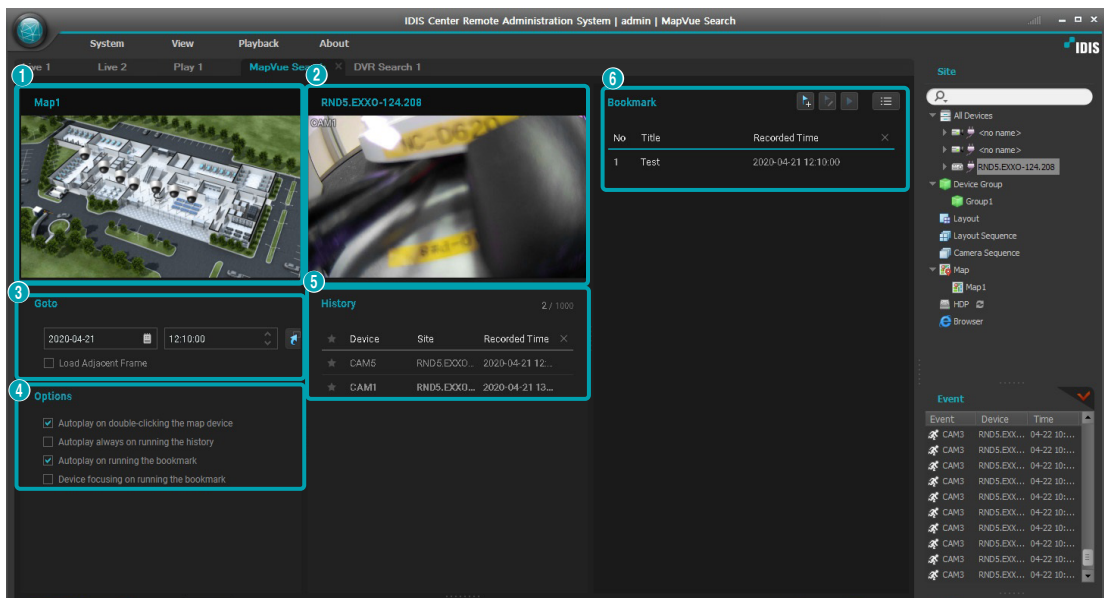 IDIS Center Remote Administration System | admin | MapVue Search
System View Playback About
IDIS
Live 1 Live 2 Play 1 MapVue Search × DVR Search 1
1
2
6
Map1
RND5.EXXO-124.208
CAM1
NC-D620
Bookmark
No Title Recorded Time
1 Test 2020-04-21 12:10:00
3
Goto
2020-04-21 12:10:00
Load Adjacent Frame
5
History 2 / 1000
Device Site Recorded Time
CAM5 RND5.EXXO... 2020-04-21 12:...
CAM1 RND5.EXXO... 2020-04-21 13...
4
Options
Autoplay on double-clicking the map device
Autoplay always on running the history
Autoplay on running the bookmark
Device focusing on running the bookmark
Site
All Devices
<no name>
<no name>
RND5.EXXO-124.208
Device Group
Group1
Layout
Layout Sequence
Camera Sequence
Map
Map1
HDP
Browser
Event
Event Device Time
CAM3 RND5.EXX... 04-22 10:...
CAM3 RND5.EXX... 04-22 10:...
CAM3 RND5.EXX... 04-22 10:...
CAM3 RND5.EXX... 04-22 10:...
CAM3 RND5.EXX... 04-22 10:...
CAM3 RND5.EXX... 04-22 10:...
CAM3 RND5.EXX... 04-22 10:...
CAM3 RND5.EXX... 04-22 10:...
CAM3 RND5.EXX... 04-22 10:...
CAM3 RND5.EXX... 04-22 10:...